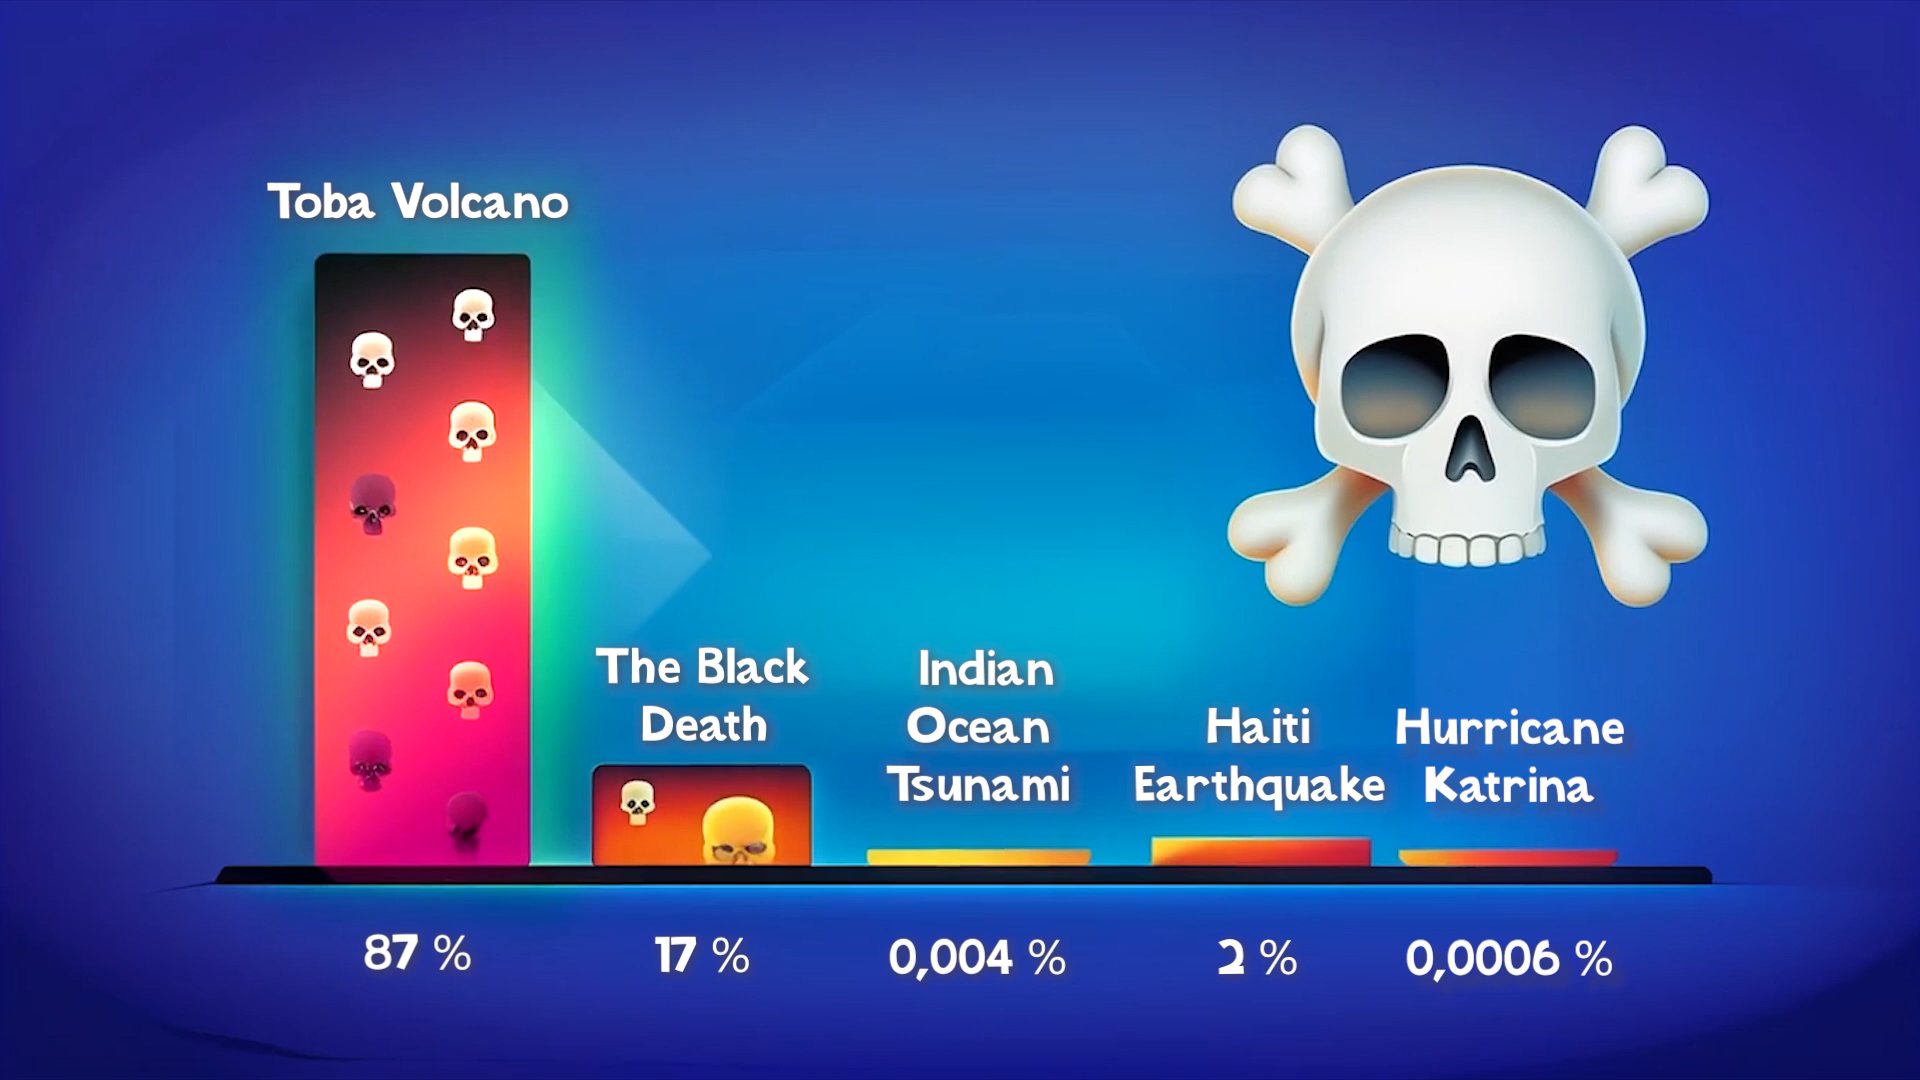 Toba Volcano
The Black
Death
Indian
Ocean
Tsunami
Haiti
Earthquake
Hurricane
Katrina
87 %
17 %
0,004 %
2 %
0,0006 %